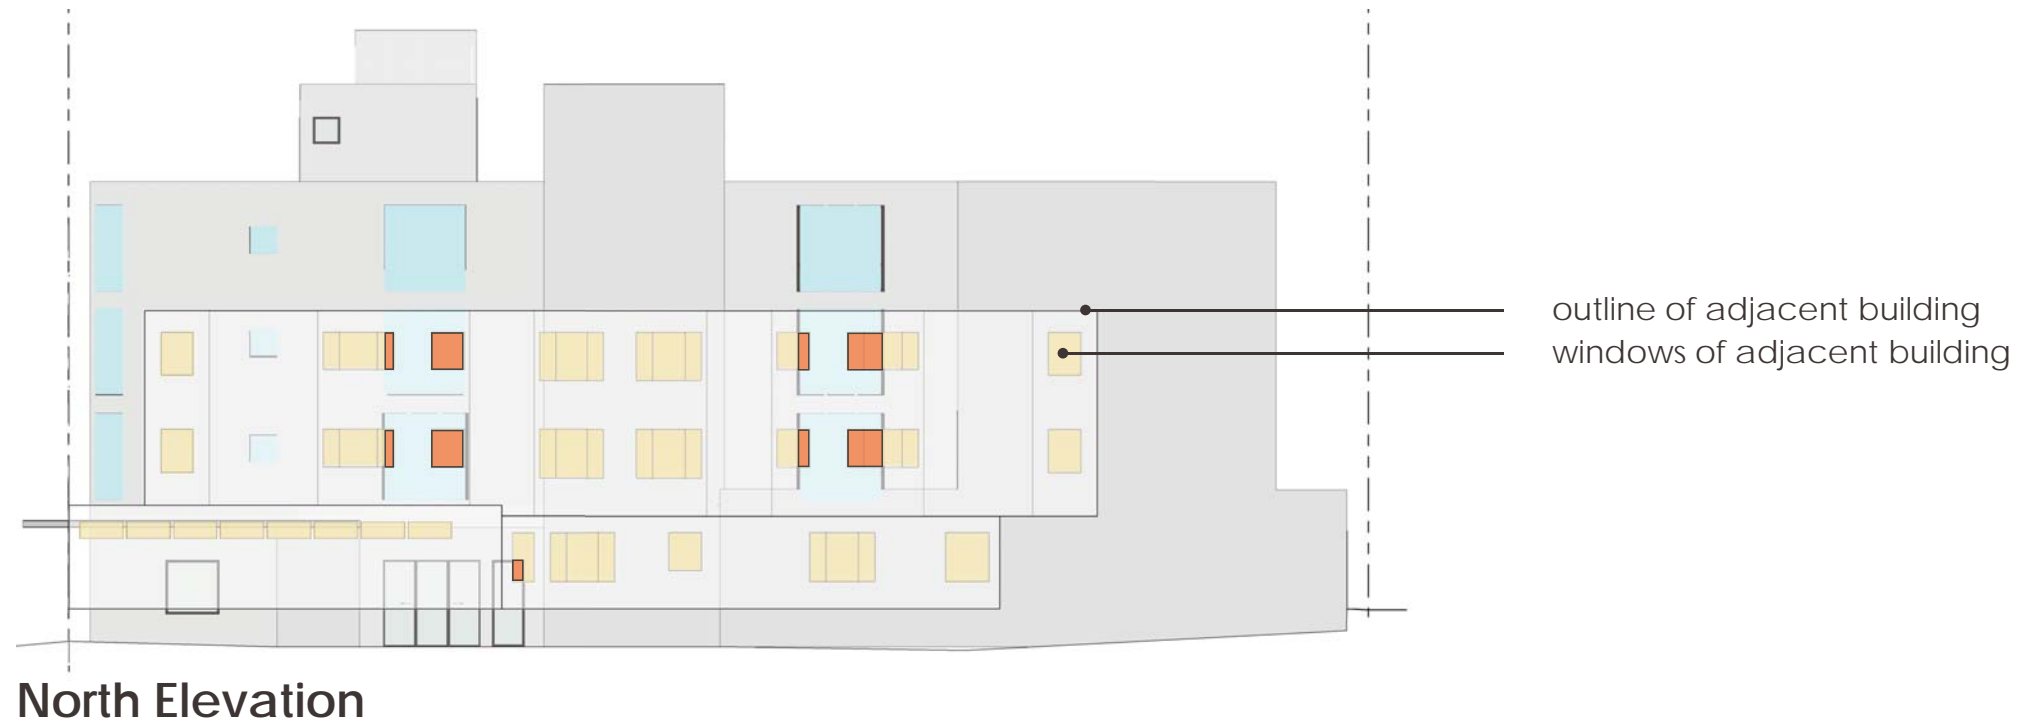 outline of adjacent building
windows of adjacent building
North Elevation